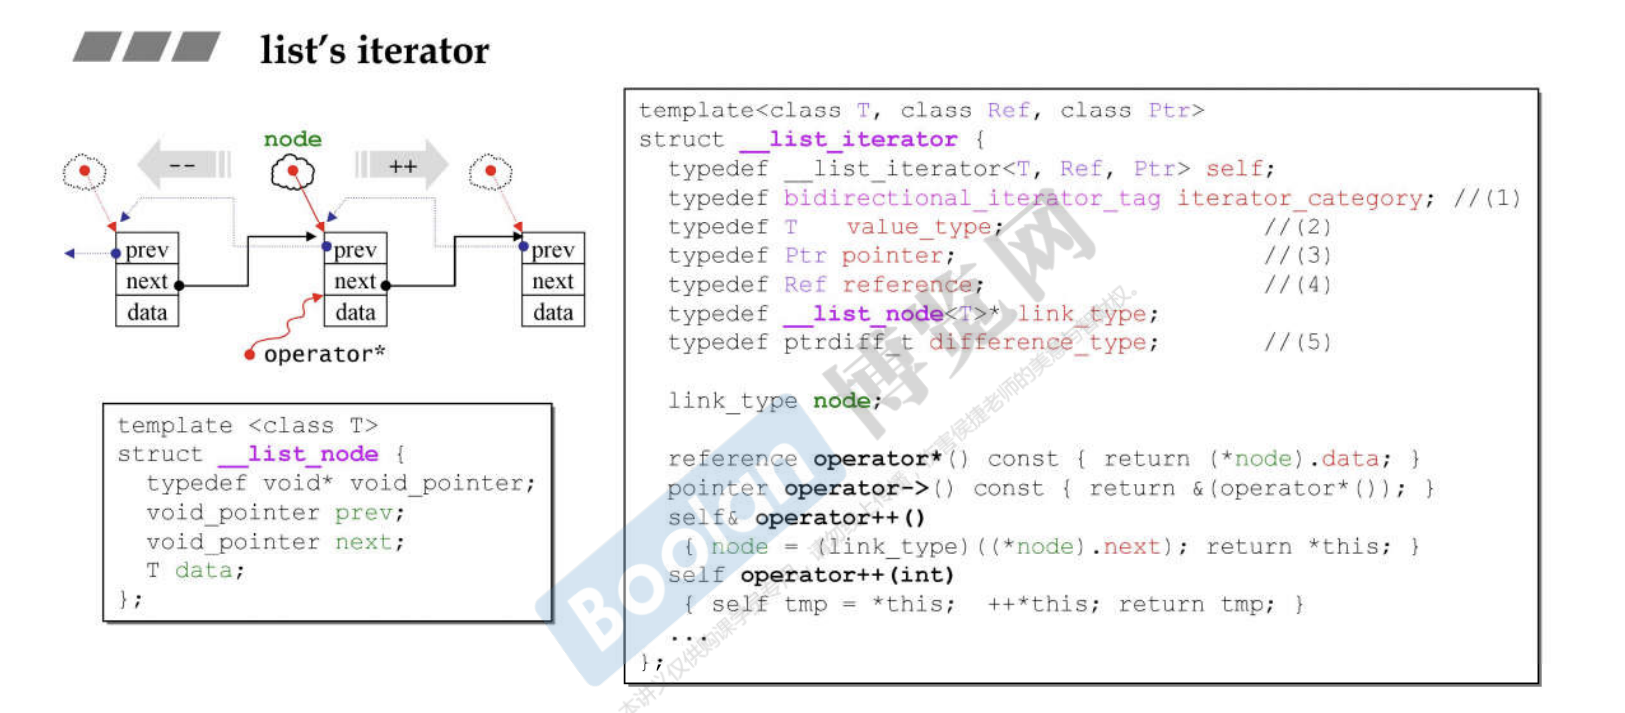 list's iterator
node
--
++
prev
next
data
prev
next
data
prev
next
data
operator*
template <class T>
struct __list_node {
typedef void* void_pointer;
void_pointer prev;
void_pointer next;
T data;
};
template<class T, class Ref, class Ptr>
struct __list_iterator {
typedef __list_iterator<T, Ref, Ptr> self;
typedef bidirectional_iterator_tag iterator_category; //(1)
typedef T value_type; //(2)
typedef Ptr pointer; //(3)
typedef Ref reference; //(4)
typedef __list_node<T>* link_type;
typedef ptrdiff_t difference_type; //(5)
link_type node;
reference operator*() const { return (*node).data; }
pointer operator->() const { return &(operator*()); }
self& operator++()
{ node = (link_type)((*node).next); return *this; }
self operator++(int)
{ self tmp = *this; ++*this; return tmp; }
...
};
Boolan 博览网